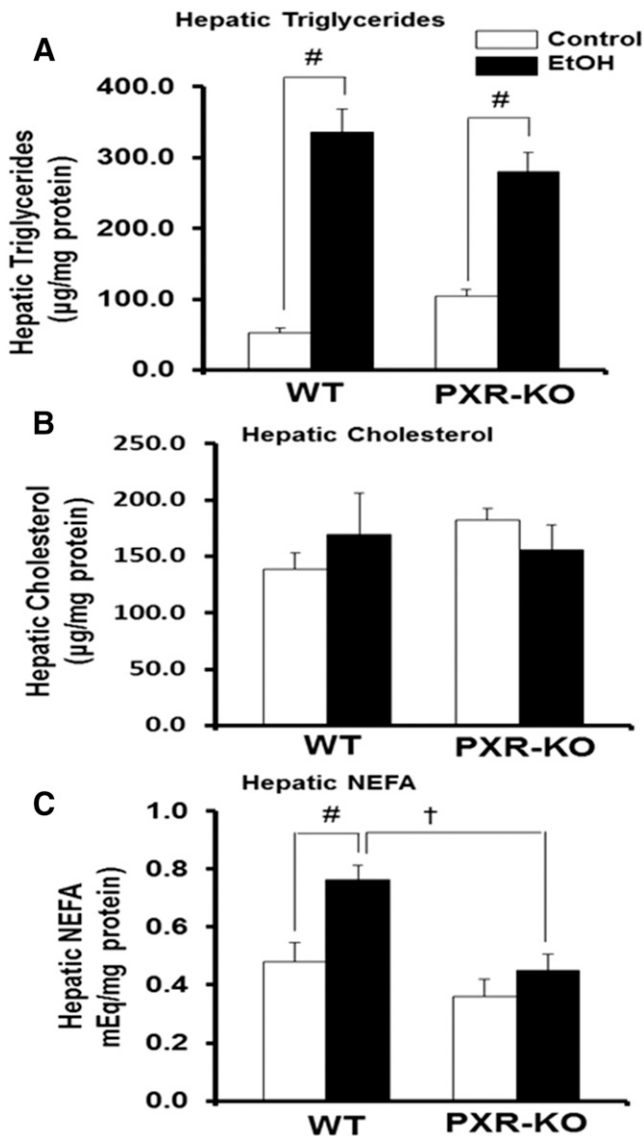 Hepatic Triglycerides
A
Control
EtOH
#
#
400.0
300.0
200.0
100.0
0.0
Hepatic Triglycerides
(µg/mg protein)
WT
PXR-KO
B
Hepatic Cholesterol
250.0
200.0
150.0
100.0
50.0
0.0
Hepatic Cholesterol
(µg/mg protein)
WT
PXR-KO
Hepatic NEFA
C
#
†
1.0
0.8
0.6
0.4
0.2
0.0
Hepatic NEFA
mEq/mg protein)
WT
PXR-KO